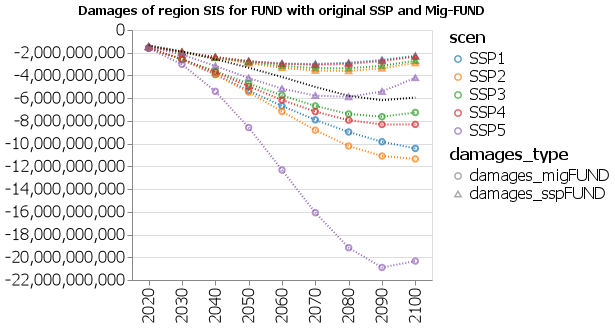 Damages of region SIS for FUND with original SSP and Mig-FUND
0
-2,000,000,000
-4,000,000,000
-6,000,000,000
-8,000,000,000
-10,000,000,000
-12,000,000,000
-14,000,000,000
-16,000,000,000
-18,000,000,000
-20,000,000,000
-22,000,000,000
2020
2030
2040
2050
2060
2070
2080
2090
2100
scen
SSP1
SSP2
SSP3
SSP4
SSP5
damages_type
damages_migFUND
damages_sspFUND